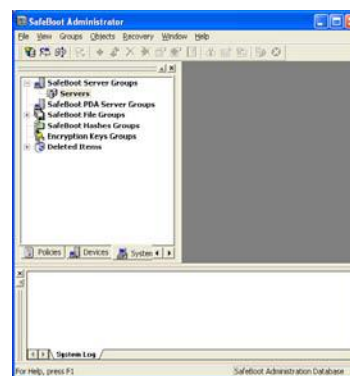 SafeBoot Administrator
File View Groups Objects Recovery Window Help
SafeBoot Server Groups
Servers
SafeBoot PDA Server Groups
SafeBoot File Groups
SafeBoot Hashes Groups
Encryption Keys Groups
Deleted Items
Policies Devices System
System Log
For Help, press F1 SafeBoot Administration Database